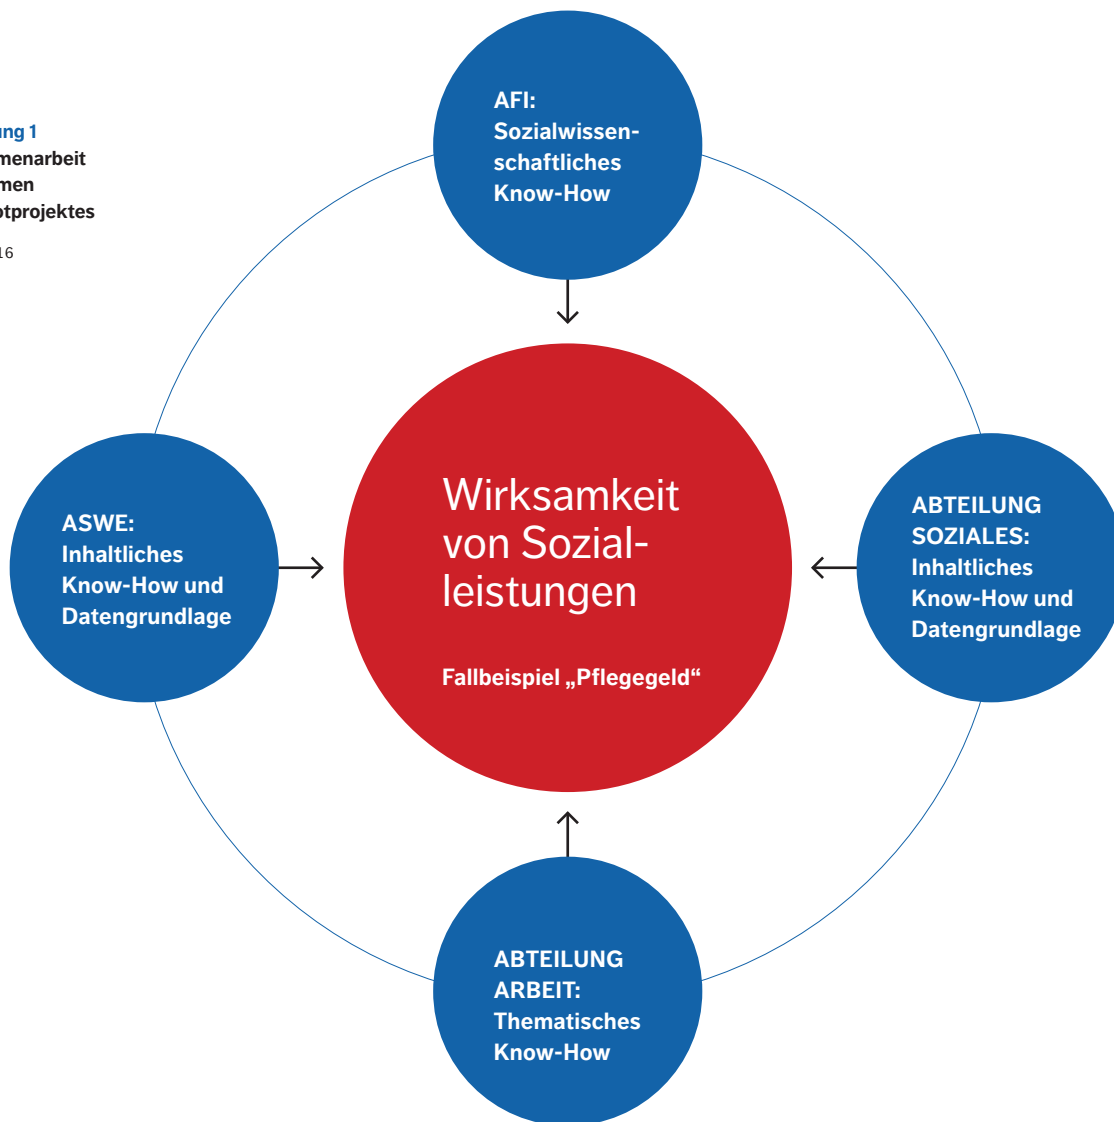 ung 1
menarbeit
men
otprojektes
16
AFI:
Sozialwissen-
schaftliches
Know-How
ASWE:
Inhaltliches
Know-How und
Datengrundlage
Wirksamkeit
von Sozial-
leistungen
Fallbeispiel „Pflegegeld“
ABTEILUNG
SOZIALES:
Inhaltliches
Know-How und
Datengrundlage
ABTEILUNG
ARBEIT:
Thematisches
Know-How